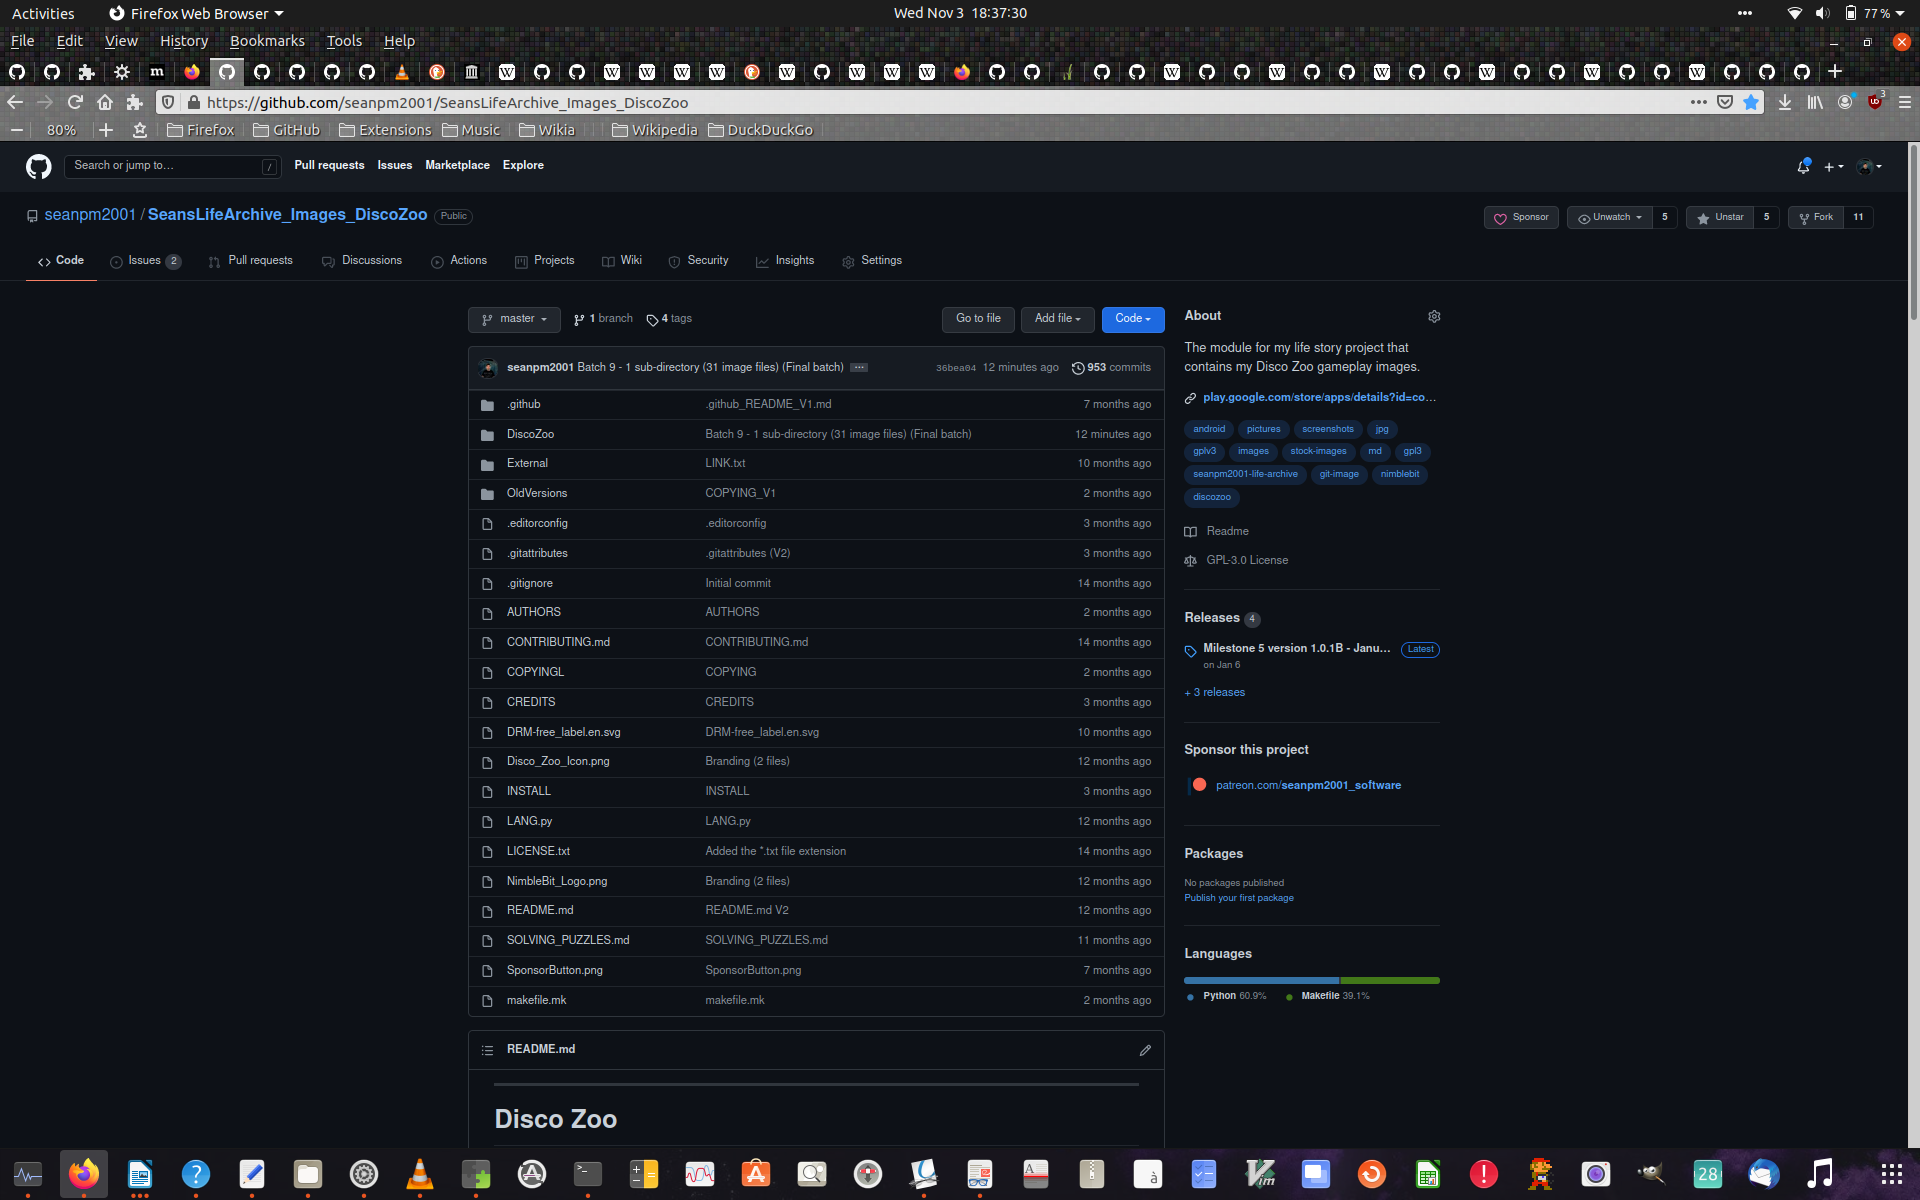 Activities Firefox Web Browser Wed Nov 3 18:37:30 77 %
File Edit View History Bookmarks Tools Help
https://github.com/seanpm2001/SeansLifeArchive_Images_DiscoZoo 3
80% Firefox GitHub Extensions Music Wikia Wikipedia DuckDuckGo
Search or jump to… / Pull requests Issues Marketplace Explore
seanpm2001 / SeansLifeArchive_Images_DiscoZoo Public Sponsor Unwatch 5 Unstar 5 Fork 11
Code Issues 2 Pull requests Discussions Actions Projects Wiki Security Insights Settings
master 1 branch 4 tags Go to file Add file Code
seanpm2001 Batch 9 - 1 sub-directory (31 image files) (Final batch) ··· 36bea04 12 minutes ago 953 commits
.github .github_README_V1.md 7 months ago
DiscoZoo Batch 9 - 1 sub-directory (31 image files) (Final batch) 12 minutes ago
External LINK.txt 10 months ago
OldVersions COPYING_V1 2 months ago
.editorconfig .editorconfig 3 months ago
.gitattributes .gitattributes (V2) 3 months ago
.gitignore Initial commit 14 months ago
AUTHORS AUTHORS 2 months ago
CONTRIBUTING.md CONTRIBUTING.md 14 months ago
COPYINGL COPYING 2 months ago
CREDITS CREDITS 3 months ago
DRM-free_label.en.svg DRM-free_label.en.svg 10 months ago
Disco_Zoo_Icon.png Branding (2 files) 12 months ago
INSTALL INSTALL 3 months ago
LANG.py LANG.py 12 months ago
LICENSE.txt Added the *.txt file extension 14 months ago
NimbleBit_Logo.png Branding (2 files) 12 months ago
README.md README.md V2 12 months ago
SOLVING_PUZZLES.md SOLVING_PUZZLES.md 11 months ago
SponsorButton.png SponsorButton.png 7 months ago
makefile.mk makefile.mk 2 months ago
README.md
Disco Zoo
About
The module for my life story project that
contains my Disco Zoo gameplay images.
play.google.com/store/apps/details?id=co…
android pictures screenshots jpg
gplv3 images stock-images md gpl3
seanpm2001-life-archive git-image nimblebit
discozoo
Readme
GPL-3.0 License
Releases 4
Milestone 5 version 1.0.1B - Janu… Latest
on Jan 6
+ 3 releases
Sponsor this project
patreon.com/seanpm2001_software
Packages
No packages published
Publish your first package
Languages
Python 60.9% Makefile 39.1%
28